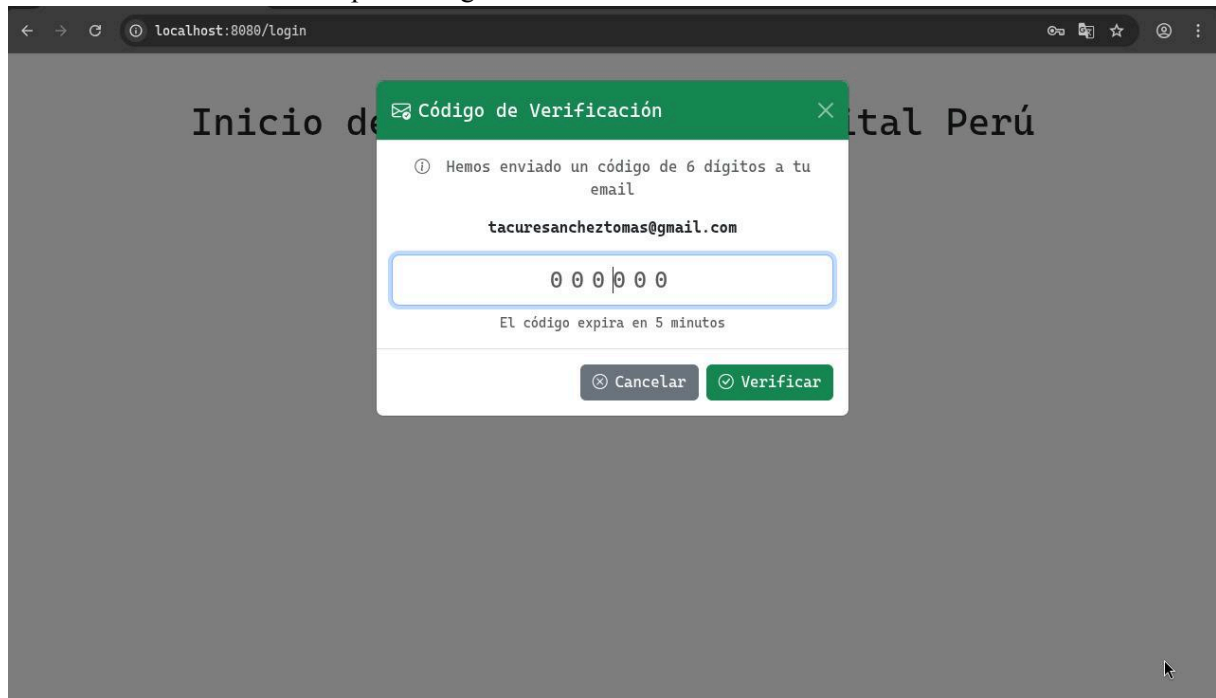 localhost:8080/login
Inicio de
ital Perú
Código de Verificación
Hemos enviado un código de 6 dígitos a tu
email
tacuresancheztomas@gmail.com
000000
El código expira en 5 minutos
Cancelar Verificar